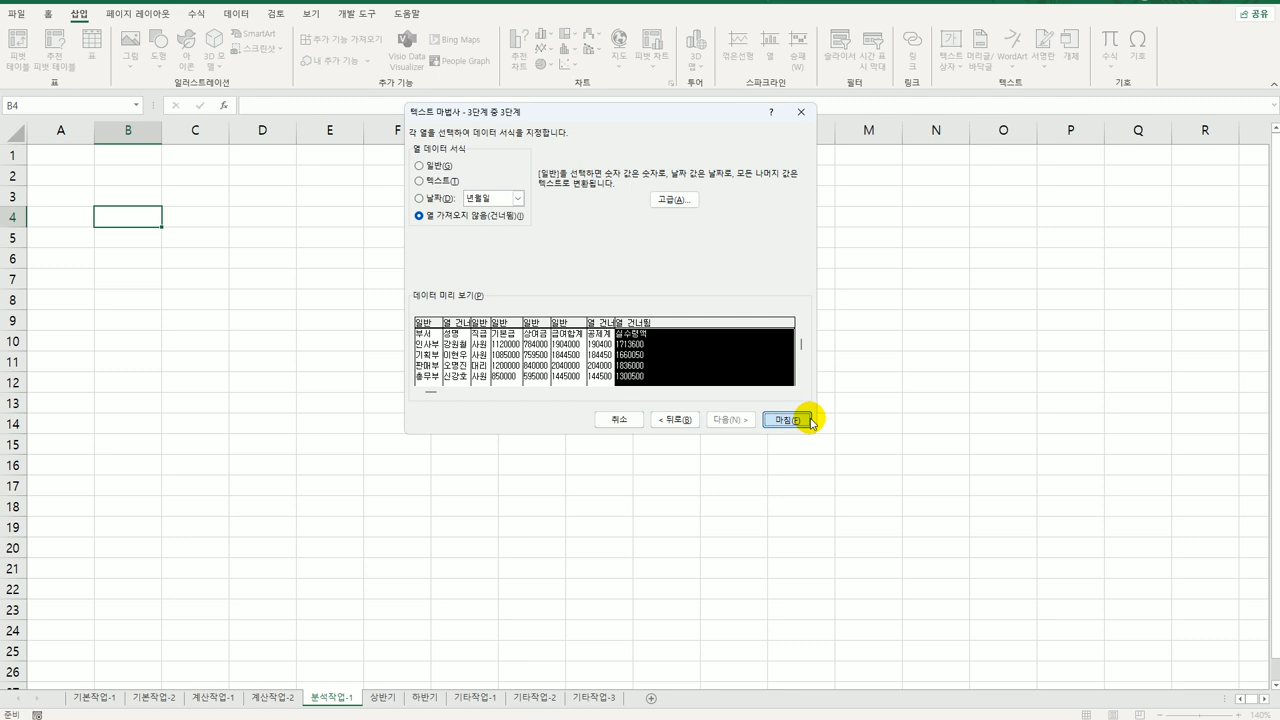 파일 홈 삽입 페이지 레이아웃 수식 데이터 검토 보기 개발 도구 도움말 공유
피벗 테이블 추천 피벗 테이블 표 그림 도형 아이콘 3D 모델 SmartArt 스크린샷 추가 기능 가져오기 내 추가 기능 Visio Data Visualizer Bing Maps People Graph 추천 차트 지도 피벗 차트 3D 맵 꺾은선형 열 승패 (W) 슬라이서 시간 표시 막대 링크 텍스트 상자 머리글/바닥글 WordArt 서명란 개체 수식 기호
표 일러스트레이션 추가 기능 차트 투어 스파크라인 필터 링크 텍스트 기호
B4 fx
텍스트 마법사 - 3단계 중 3단계 ?
각 열을 선택하여 데이터 서식을 지정합니다.
열 데이터 서식
일반(G)
텍스트(T)
날짜(D): 년월일
열 가져오지 않음(건너뜀)(I)
[일반]을 선택하면 숫자 값은 숫자로, 날짜 값은 날짜로, 모든 나머지 값은
텍스트로 변환됩니다.
고급(A)...
데이터 미리 보기(P)
일반 열 건너 일반 일반 일반 일반 열 건너 열 건너뜀
부서 성명 직급 기본급 상여금 급여합계 공제계 실수령액
인사부 강원철 사원 1120000 784000 1904000 190400 1713600
기획부 이현우 사원 1085000 759500 1844500 184450 1660050
판매부 오명진 대리 1200000 840000 2040000 204000 1836000
총무부 신강호 사원 850000 595000 1445000 144500 1300500
취소 < 뒤로(B) 다음(N) > 마침(F)
A B C D E F M N O P Q R
1
2
3
4
5
6
7
8
9
10
11
12
13
14
15
16
17
18
19
20
21
22
23
24
25
26
기본작업-1 기본작업-2 계산작업-1 계산작업-2 분석작업-1 상반기 하반기 기타작업-1 기타작업-2 기타작업-3
준비 140%